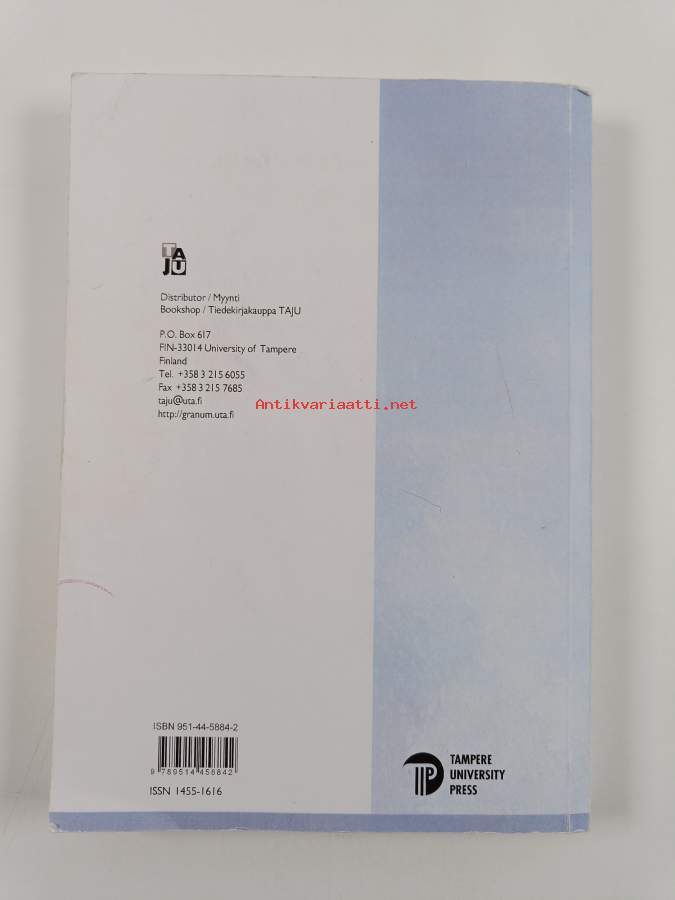 TA
JU
Distributor / Myynti
Bookshop / Tiedekirjakauppa TAJU
P.O. Box 617
FIN-33014 University of Tampere
Finland
Tel. +358 3 215 6055
Fax +358 3 215 7685
taju@uta.fi
http://granum.uta.fi
Antikvariaatti.net
ISBN 951-44-5884-2
9 789514 458842
ISSN 1455-1616
TAMPERE
UNIVERSITY
PRESS